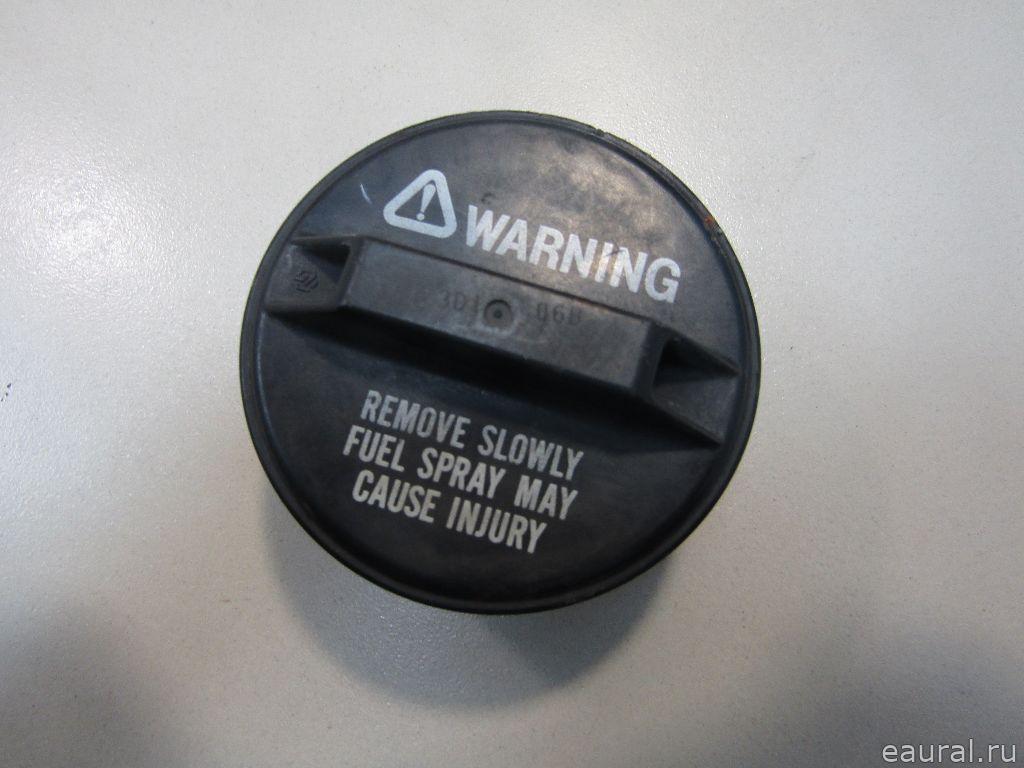 WARNING
REMOVE SLOWLY
FUEL SPRAY MAY
CAUSE INJURY
eaural.ru